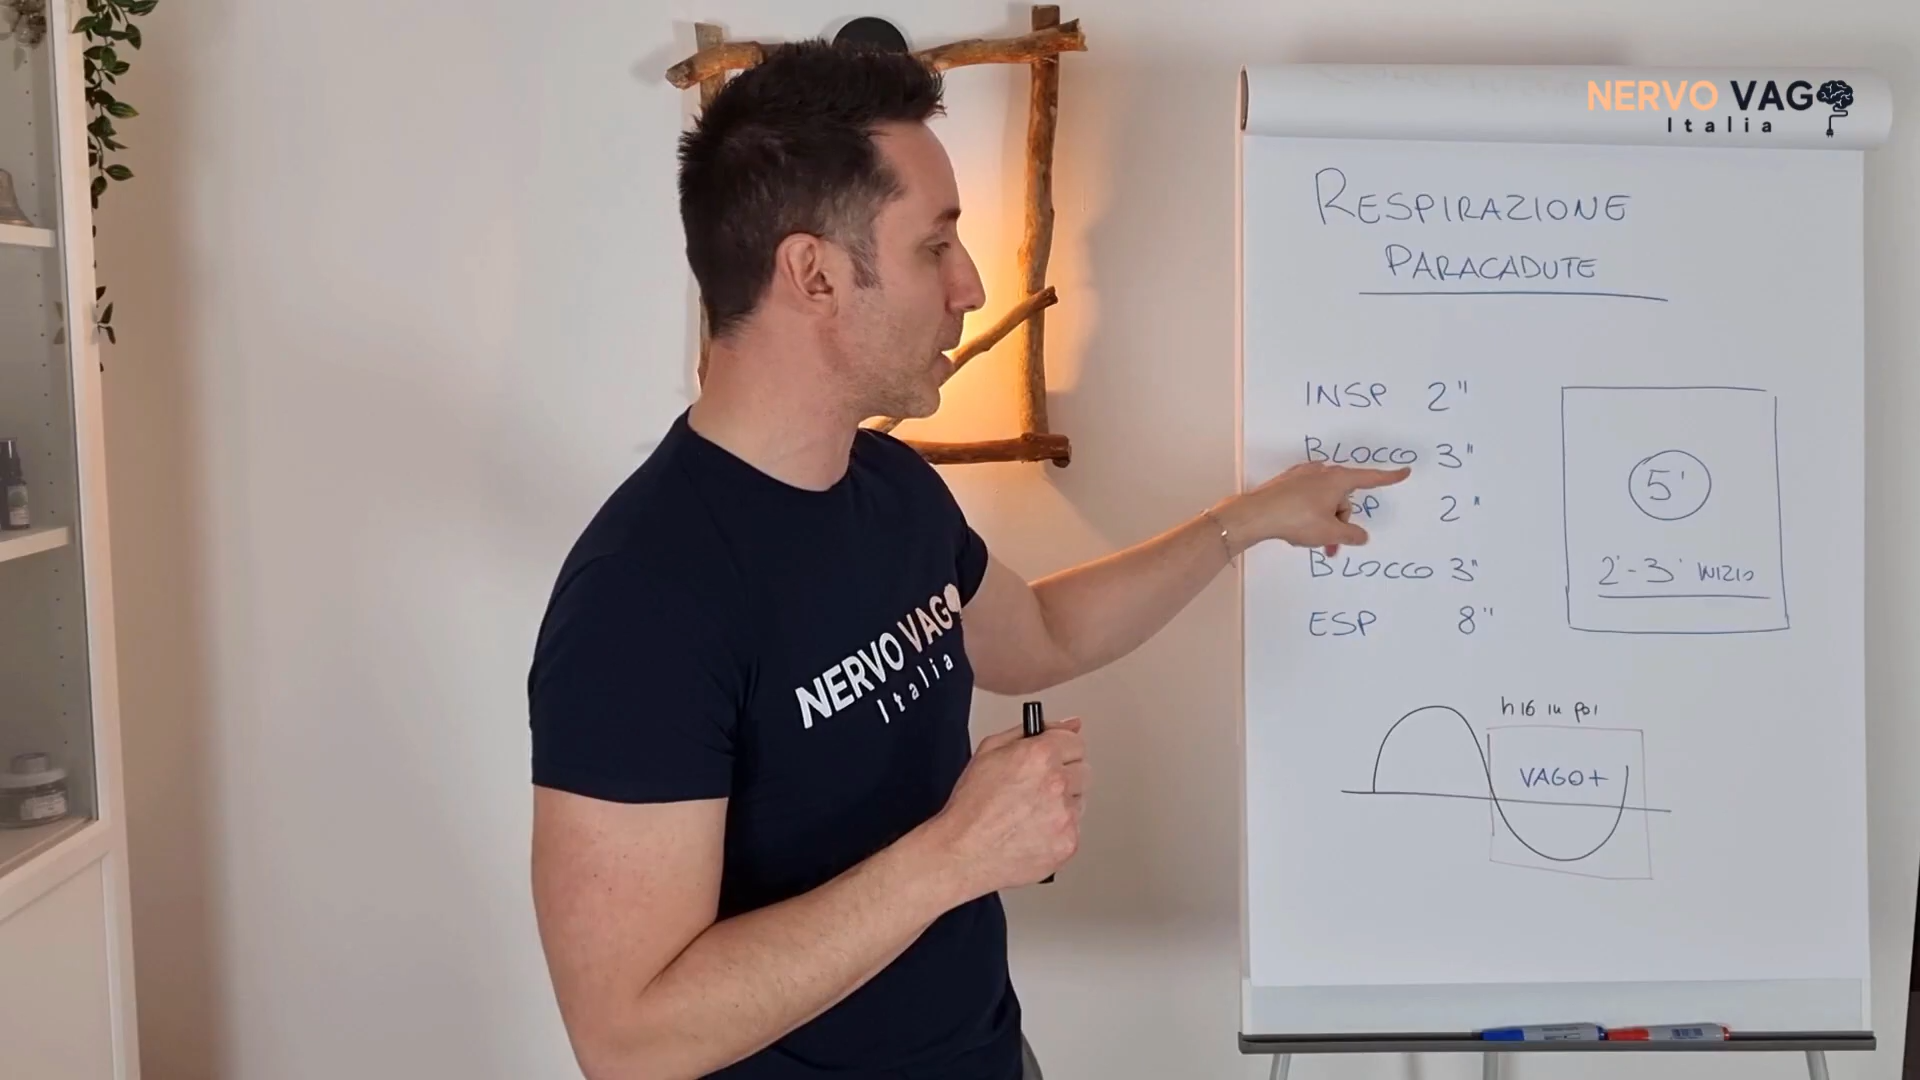 NERVO VAGO
Italia
RESPIRAZIONE
PARACADUTE
INSP 2"
BLOCCO 3"
SP 2"
BLOCCO 3"
ESP 8"
5'
2'-3' INIZIO
h16 in poi
VAGO+
NERVO VAGO
Italia